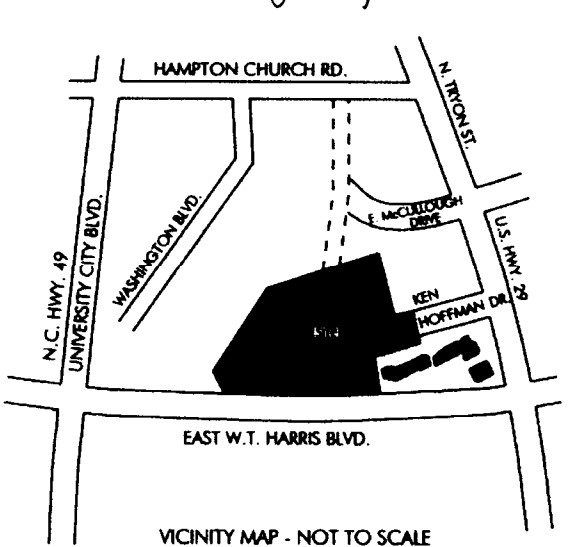 HAMPTON CHURCH RD.
N. TRYON ST.
E. McCULLOUGH
DRIVE
WASHINGTON BLVD.
N.C. HWY. 49
UNIVERSITY CITY BLVD.
U.S. HWY. 29
KEN
HOFFMAN DR.
SITE
EAST W.T. HARRIS BLVD.
VICINITY MAP - NOT TO SCALE